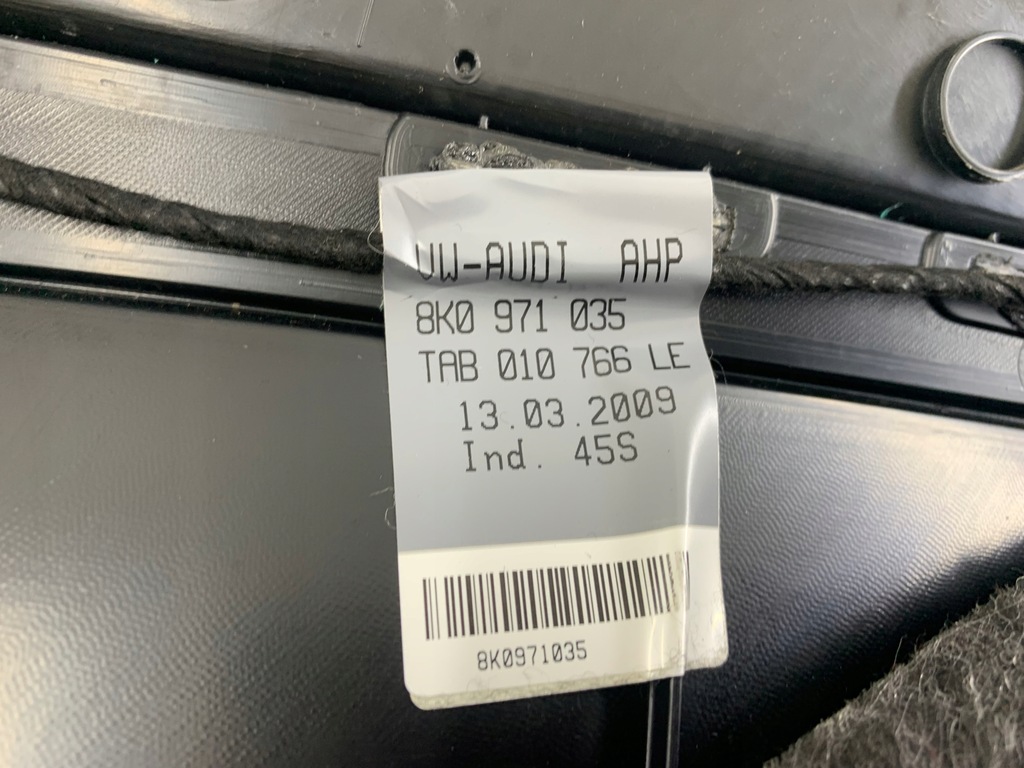 VW-AUDI AHP
8K0 971 035
TAB 010 766 LE
13.03.2009
Ind. 45S
8K0971035